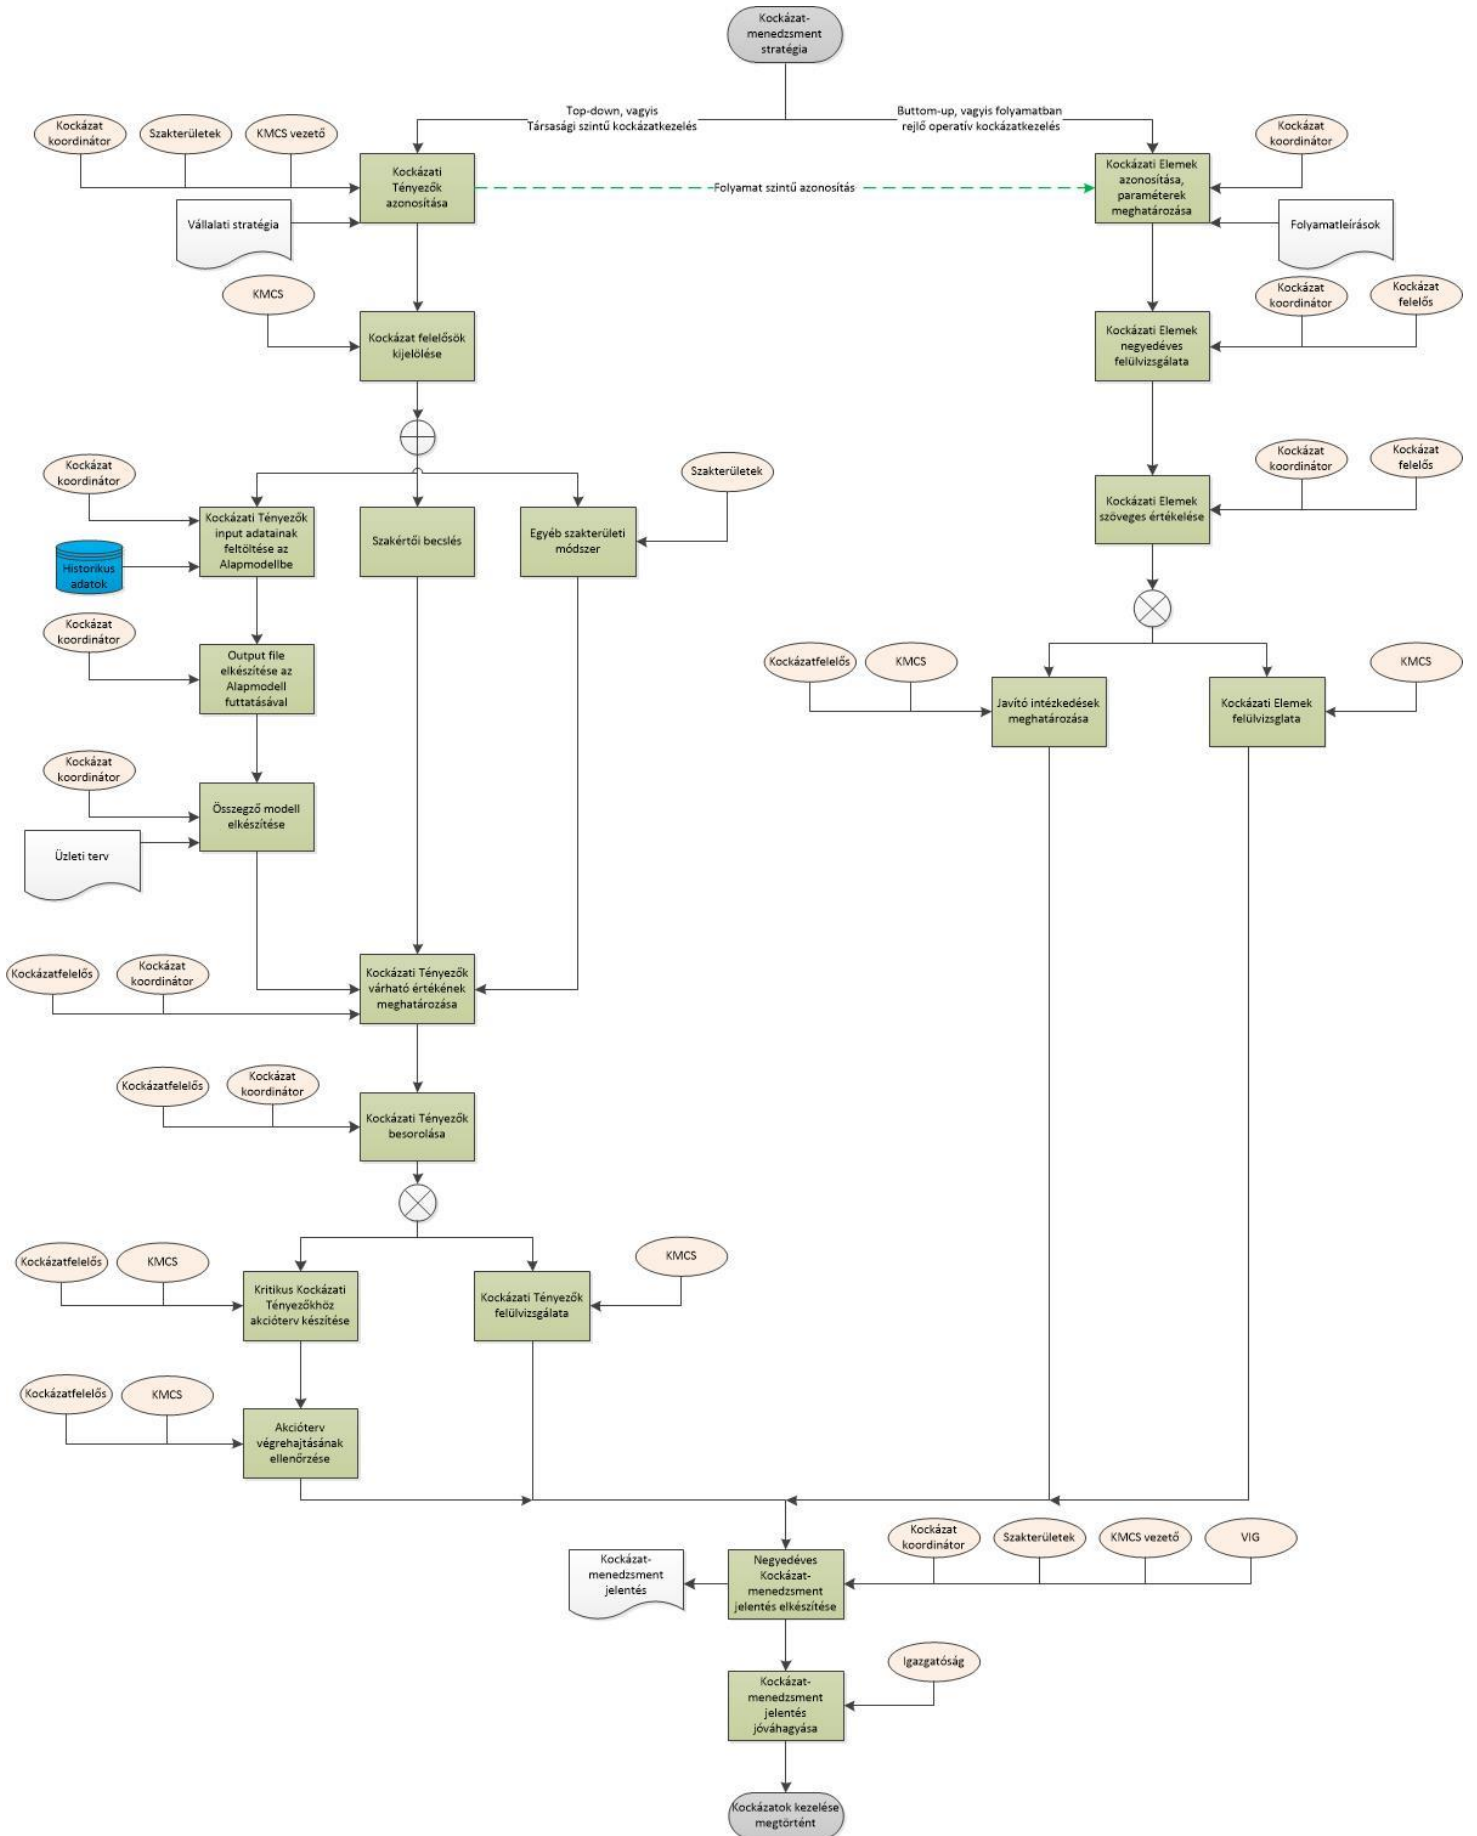 Kockázat-
menedzsment
stratégia
Top-down, vagyis
Társasági szintű kockázatkezelés
Buttom-up, vagyis folyamatban
rejlő operatív kockázatkezelés
Kockázat
koordinátor
Szakterületek
KMCS vezető
Kockázat
koordinátor
Kockázati
Tényezők
azonosítása
Folyamat szintű azonosítás
Kockázati Elemek
azonosítása,
paraméterek
meghatározása
Vállalati stratégia
Folyamatleírások
KMCS
Kockázat
koordinátor
Kockázat
felelős
Kockázat felelősök
kijelölése
Kockázati Elemek
negyedéves
felülvizsgálata
Kockázat
koordinátor
Szakterületek
Kockázat
koordinátor
Kockázat
felelős
Kockázati Tényezők
input adatainak
feltöltése az
Alapmodellbe
Szakértői becslés
Egyéb szakterületi
módszer
Kockázati Elemek
szöveges értékelése
Historikus
adatok
Kockázat
koordinátor
Output file
elkészítése az
Alapmodell
futtatásával
Kockázatfelelős
KMCS
KMCS
Javító intézkedések
meghatározása
Kockázati Elemek
felülvizsglata
Kockázat
koordinátor
Összegző modell
elkészítése
Üzleti terv
Kockázatfelelős
Kockázat
koordinátor
Kockázati Tényezők
várható értékének
meghatározása
Kockázatfelelős
Kockázat
koordinátor
Kockázati Tényezők
besorolása
Kockázatfelelős
KMCS
KMCS
Kritikus Kockázati
Tényezőkhöz
akcióterv készítése
Kockázati Tényezők
felülvizsgálata
Kockázatfelelős
KMCS
Akcióterv
végrehajtásának
ellenőrzése
Kockázat
koordinátor
Szakterületek
KMCS vezető
VIG
Kockázat-
menedzsment
jelentés
Negyedéves
Kockázat-
menedzsment
jelentés elkészítése
Igazgatóság
Kockázat-
menedzsment
jelentés
jóváhagyása
Kockázatok kezelése
megtörtént